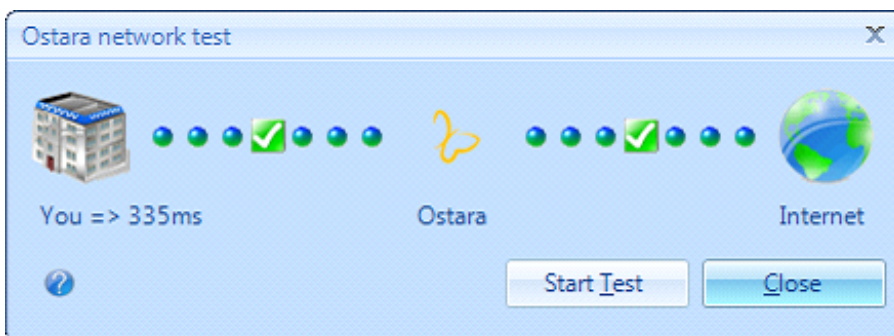 Ostara network test
You => 335ms
Ostara
Internet
Start Test
Close